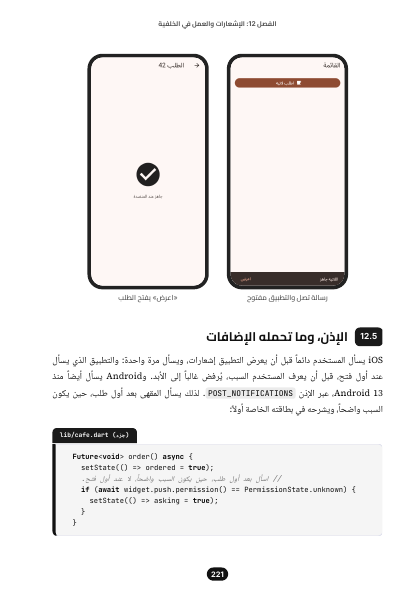 الفصل 12: الإشعارات والعمل في الخلفية
القائمة
اطلب قهوة
قهوتك جاهزة
اعرض
الطلب 42
جاهز عند المنضدة
رسالة تصل والتطبيق مفتوح
«اعرض» يفتح الطلب
12.5 الإذن، وما تحمله الإضافات
iOS يسأل المستخدم دائماً قبل أن يعرض التطبيق إشعارات، ويسأل مرة واحدة؛ والتطبيق الذي يسأل
عند أول فتح، قبل أن يعرف المستخدم السبب، يُرفض غالباً إلى الأبد. وAndroid يسأل أيضاً منذ
Android 13، عبر الإذن POST_NOTIFICATIONS. لذلك يسأل المقهى بعد أول طلب، حين يكون
السبب واضحاً، ويشرحه في بطاقته الخاصة أولاً:
lib/cafe.dart (جزء)
Future<void> order() async {
setState(() => ordered = true);
// اسأل بعد أول طلب، حين يكون السبب واضحاً، لا عند أول فتح.
if (await widget.push.permission() == PermissionState.unknown) {
setState(() => asking = true);
}
}
221